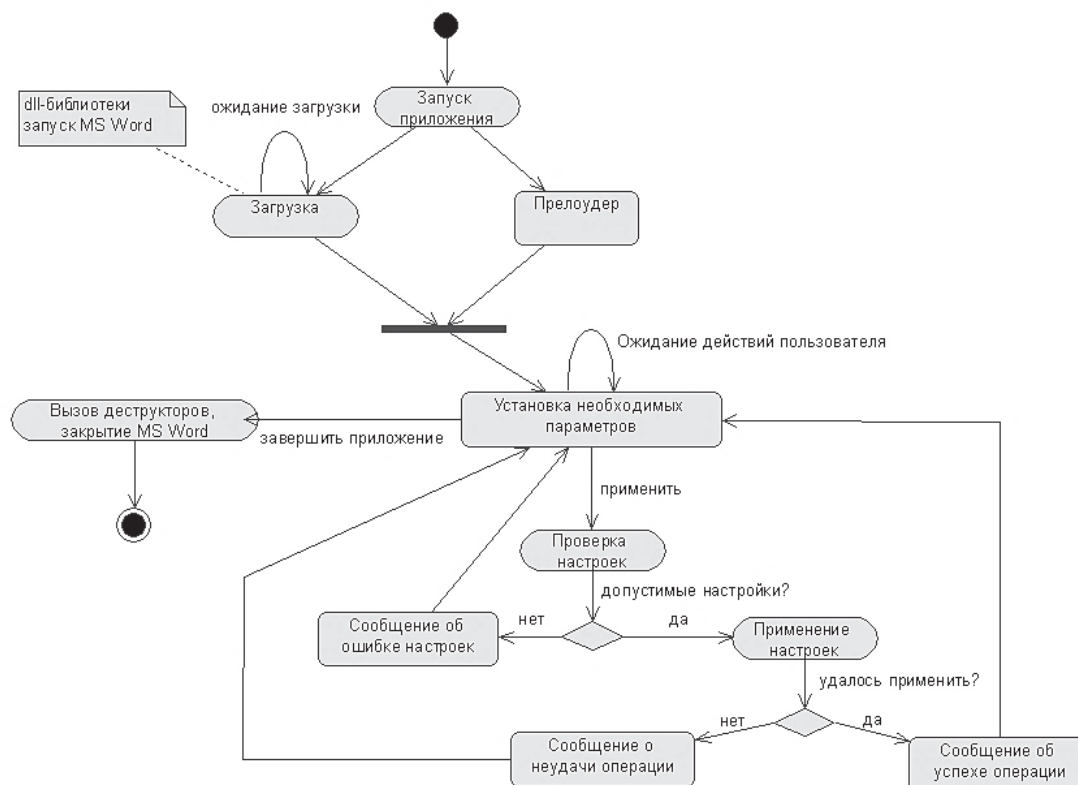 Запуск
приложения
dll-библиотеки
запуск MS Word
ожидание загрузки
Загрузка
Прелоудер
Ожидание действий пользователя
Установка необходимых
параметров
Вызов деструкторов,
закрытие MS Word
завершить приложение
применить
Проверка
настроек
допустимые настройки?
нет
да
Сообщение об
ошибке настроек
Применение
настроек
удалось применить?
нет
да
Сообщение о
неудачи операции
Сообщение об
успехе операции